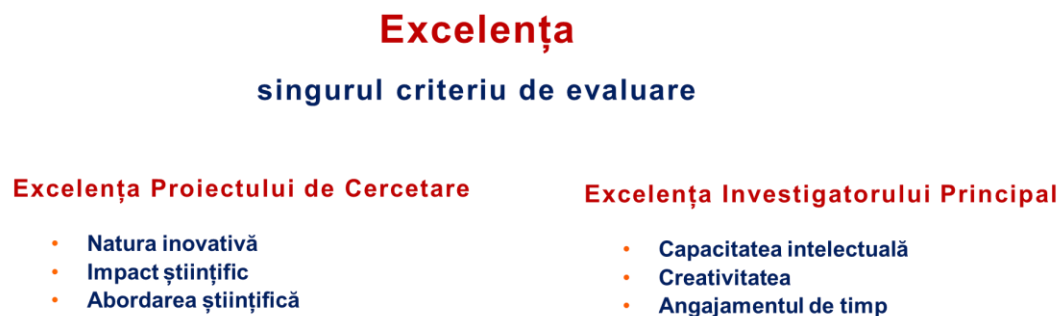 Excelența
singurul criteriu de evaluare
Excelența Proiectului de Cercetare
• Natura inovativă
• Impact științific
• Abordarea științifică
Excelența Investigatorului Principal
• Capacitatea intelectuală
• Creativitatea
• Angajamentul de timp